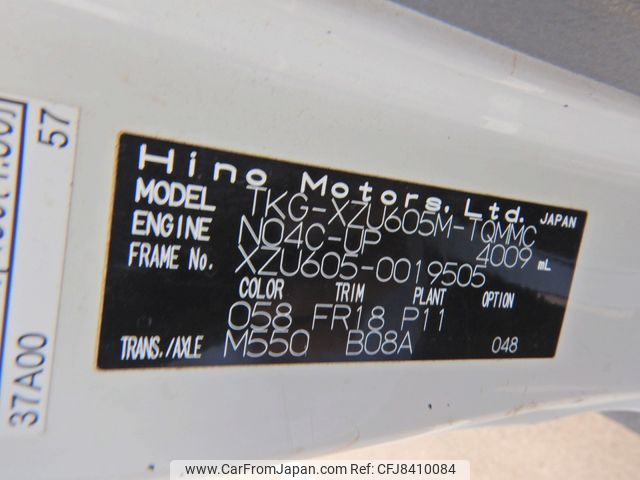 Hino Motors, Ltd. JAPAN
MODEL TKG-XZU605M-TQMMC
ENGINE N04C-UP 4009 mL
FRAME No. XZU605-0019505
COLOR TRIM PLANT OPTION
058 FR18 P11
TRANS./AXLE M550 B08A 048
57
37A00
www.CarFromJapan.com | Copyright © CFJ8410084